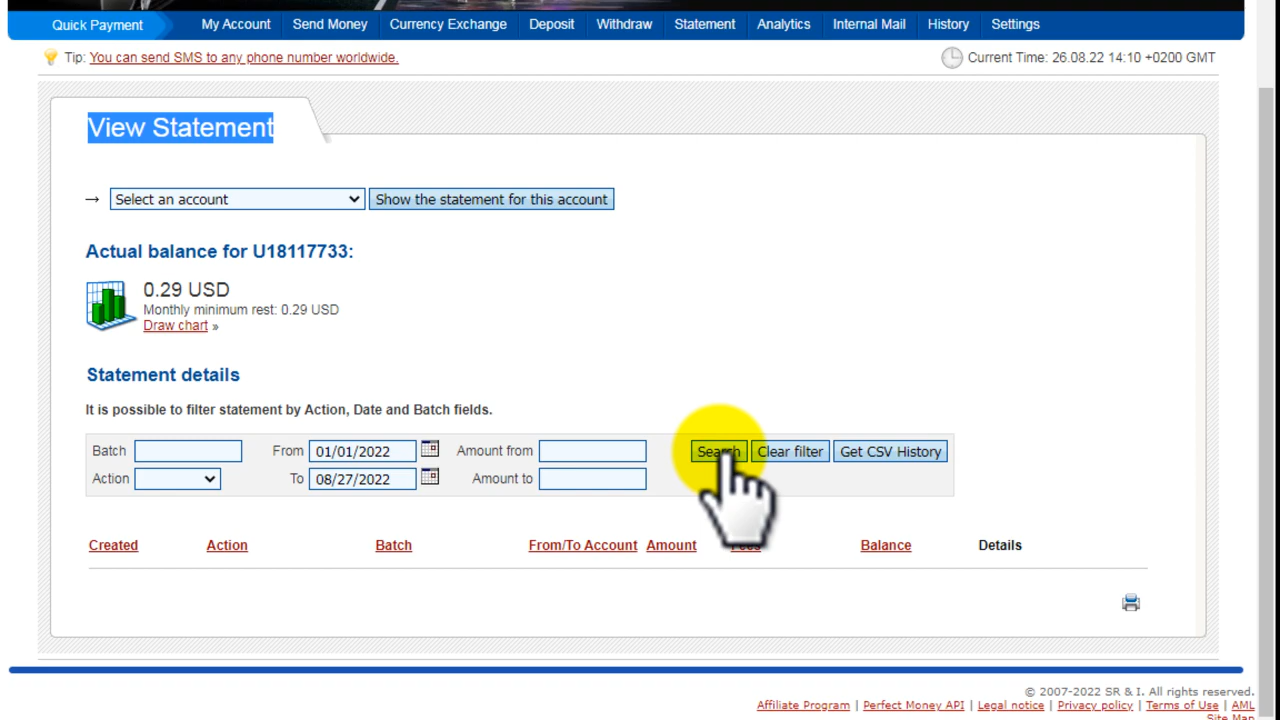 Quick Payment My Account Send Money Currency Exchange Deposit Withdraw Statement Analytics Internal Mail History Settings
Tip: You can send SMS to any phone number worldwide. Current Time: 26.08.22 14:10 +0200 GMT
View Statement
→ Select an account Show the statement for this account
Actual balance for U18117733:
0.29 USD
Monthly minimum rest: 0.29 USD
Draw chart »
Statement details
It is possible to filter statement by Action, Date and Batch fields.
Batch From 01/01/2022 Amount from Search Clear filter Get CSV History
Action To 08/27/2022 Amount to
Created Action Batch From/To Account Amount Fees Balance Details
© 2007-2022 SR & I. All rights reserved.
Affiliate Program | Perfect Money API | Legal notice | Privacy policy | Terms of Use | AML
Site Map